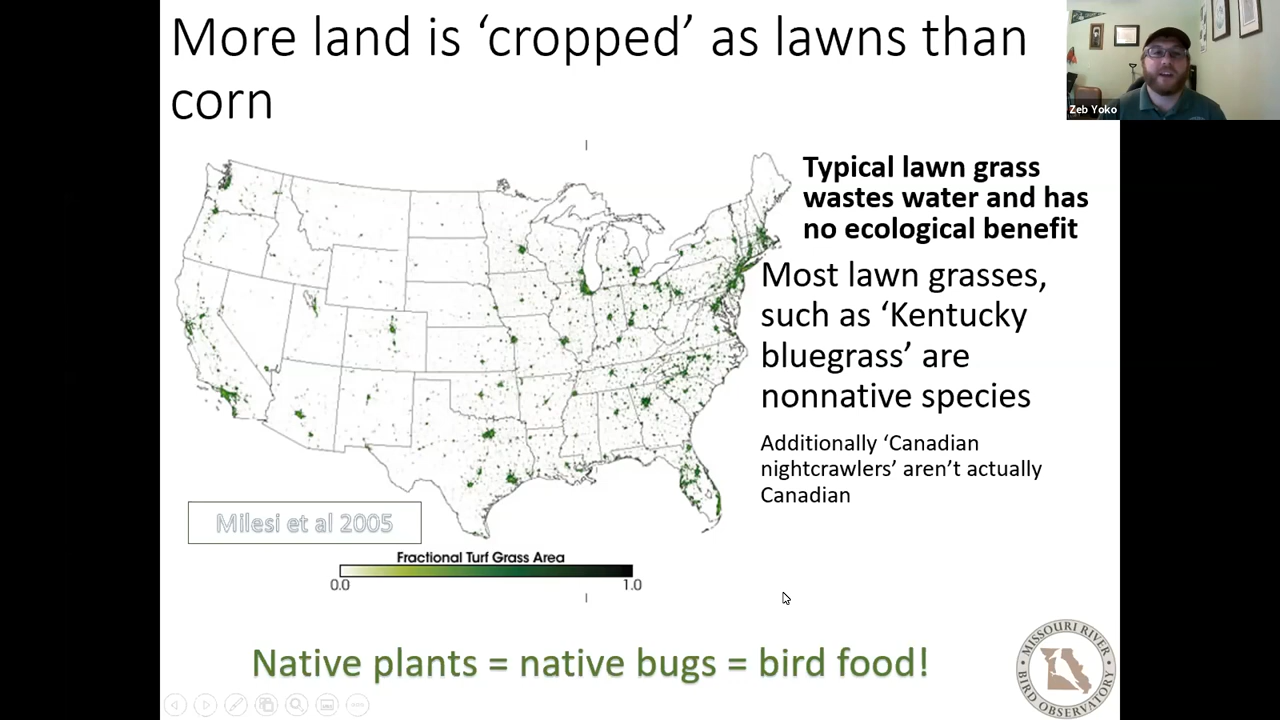 More land is ‘cropped’ as lawns than
corn
Zeb Yoko
Typical lawn grass
wastes water and has
no ecological benefit
Most lawn grasses,
such as ‘Kentucky
bluegrass’ are
nonnative species
Additionally ‘Canadian
nightcrawlers’ aren’t actually
Canadian
Milesi et al 2005
Fractional Turf Grass Area
0.0 1.0
Native plants = native bugs = bird food!
MISSOURI RIVER
BIRD OBSERVATORY